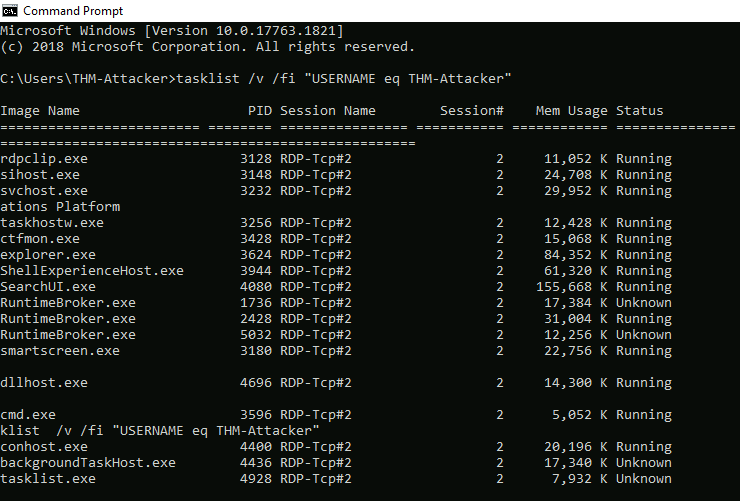 Command Prompt
Microsoft Windows [Version 10.0.17763.1821]
(c) 2018 Microsoft Corporation. All rights reserved.
C:\Users\THM-Attacker>tasklist /v /fi "USERNAME eq THM-Attacker"
Image Name                     PID Session Name        Session#    Mem Usage Status
========================= ======== ================ =========== ============ ===============
====================================================
rdpclip.exe                   3128 RDP-Tcp#2                  2     11,052 K Running
sihost.exe                    3148 RDP-Tcp#2                  2     24,708 K Running
svchost.exe                   3232 RDP-Tcp#2                  2     29,952 K Running
ations Platform
taskhostw.exe                 3256 RDP-Tcp#2                  2     12,428 K Running
ctfmon.exe                    3428 RDP-Tcp#2                  2     15,068 K Running
explorer.exe                  3624 RDP-Tcp#2                  2     84,352 K Running
ShellExperienceHost.exe       3944 RDP-Tcp#2                  2     61,320 K Running
SearchUI.exe                  4080 RDP-Tcp#2                  2    155,668 K Running
RuntimeBroker.exe             1736 RDP-Tcp#2                  2     17,384 K Unknown
RuntimeBroker.exe             2428 RDP-Tcp#2                  2     31,004 K Running
RuntimeBroker.exe             5032 RDP-Tcp#2                  2     12,256 K Unknown
smartscreen.exe               3180 RDP-Tcp#2                  2     22,756 K Running
dllhost.exe                   4696 RDP-Tcp#2                  2     14,300 K Running
cmd.exe                       3596 RDP-Tcp#2                  2      5,052 K Running
klist  /v /fi "USERNAME eq THM-Attacker"
conhost.exe                   4400 RDP-Tcp#2                  2     20,196 K Running
backgroundTaskHost.exe        4436 RDP-Tcp#2                  2     17,340 K Unknown
tasklist.exe                  4928 RDP-Tcp#2                  2      7,932 K Unknown